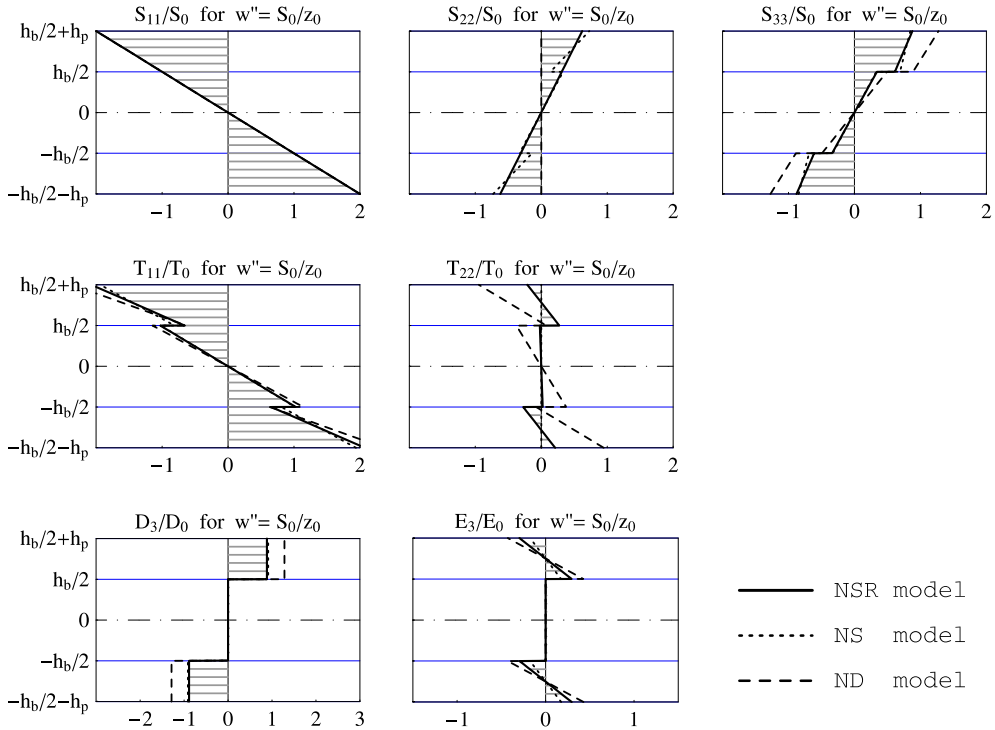 S11/S0 for w''= S0/z0
S22/S0 for w''= S0/z0
S33/S0 for w''= S0/z0
hb/2+hp
hb/2
0
−hb/2
−hb/2−hp
−1 0 1 2
−1 0 1 2
−1 0 1 2
T11/T0 for w''= S0/z0
T22/T0 for w''= S0/z0
hb/2+hp
hb/2
0
−hb/2
−hb/2−hp
−1 0 1 2
−1 0 1 2
D3/D0 for w''= S0/z0
E3/E0 for w''= S0/z0
hb/2+hp
hb/2
0
−hb/2
−hb/2−hp
−2 −1 0 1 2 3
−1 0 1
NSR model
NS model
ND model